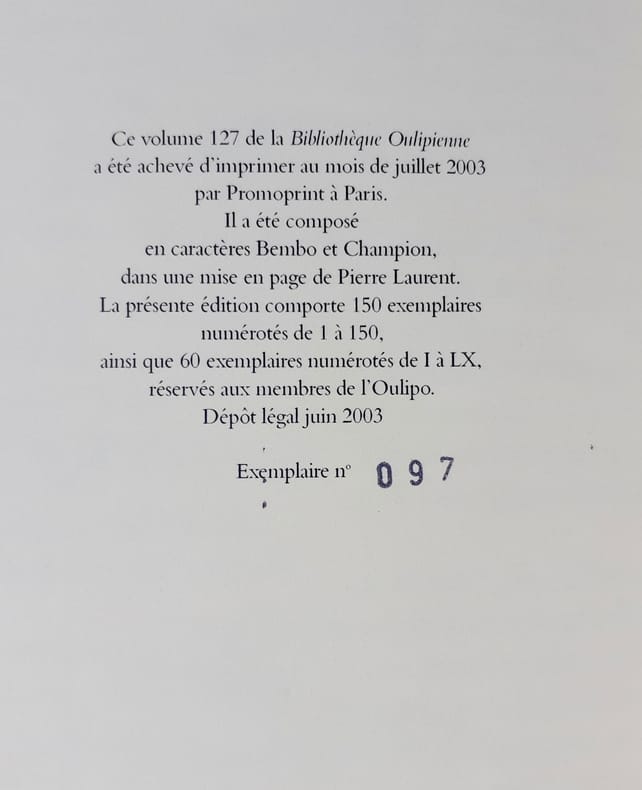 Ce volume 127 de la Bibliothèque Oulipienne
a été achevé d'imprimer au mois de juillet 2003
par Promoprint à Paris.
Il a été composé
en caractères Bembo et Champion,
dans une mise en page de Pierre Laurent.
La présente édition comporte 150 exemplaires
numérotés de 1 à 150,
ainsi que 60 exemplaires numérotés de I à LX,
réservés aux membres de l'Oulipo.
Dépôt légal juin 2003
Exemplaire n° 097